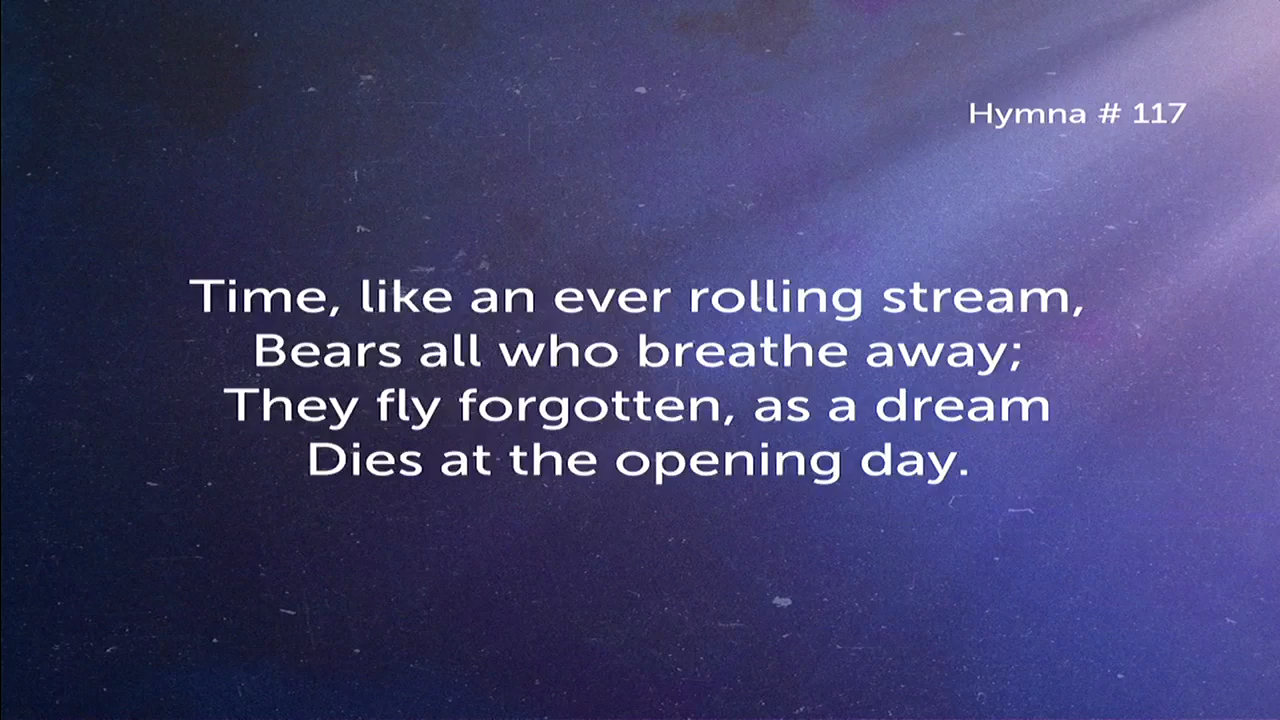 Hymna # 117
Time, like an ever rolling stream,
Bears all who breathe away;
They fly forgotten, as a dream
Dies at the opening day.